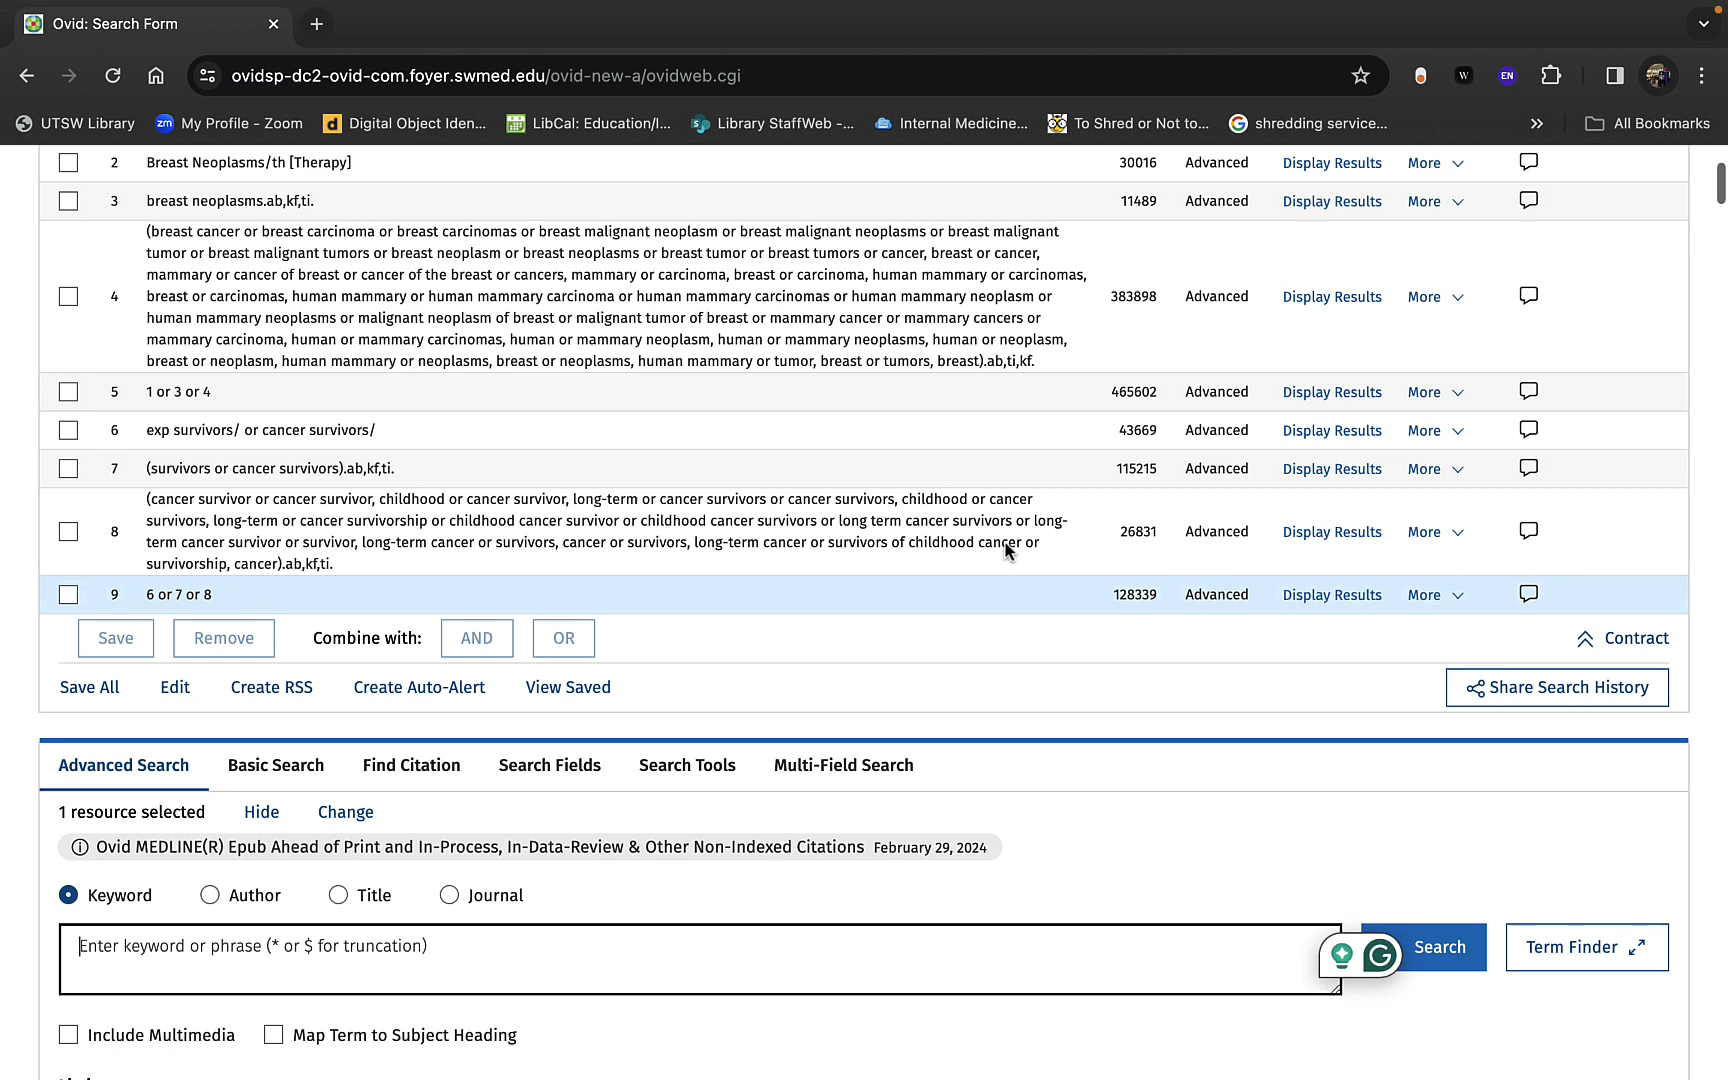 Ovid: Search Form
ovidsp-dc2-ovid-com.foyer.swmed.edu/ovid-new-a/ovidweb.cgi
W
EN
UTSW Library
zm
My Profile - Zoom
d
Digital Object Iden...
LibCal: Education/I...
s
Library StaffWeb -...
Internal Medicine...
To Shred or Not to...
G
shredding service...
All Bookmarks
2 Breast Neoplasms/th [Therapy] 30016 Advanced Display Results More
3 breast neoplasms.ab,kf,ti. 11489 Advanced Display Results More
(breast cancer or breast carcinoma or breast carcinomas or breast malignant neoplasm or breast malignant neoplasms or breast malignant
tumor or breast malignant tumors or breast neoplasm or breast neoplasms or breast tumor or breast tumors or cancer, breast or cancer,
mammary or cancer of breast or cancer of the breast or cancers, mammary or carcinoma, breast or carcinoma, human mammary or carcinomas,
4 breast or carcinomas, human mammary or human mammary carcinoma or human mammary carcinomas or human mammary neoplasm or 383898 Advanced Display Results More
human mammary neoplasms or malignant neoplasm of breast or malignant tumor of breast or mammary cancer or mammary cancers or
mammary carcinoma, human or mammary carcinomas, human or mammary neoplasm, human or mammary neoplasms, human or neoplasm,
breast or neoplasm, human mammary or neoplasms, breast or neoplasms, human mammary or tumor, breast or tumors, breast).ab,ti,kf.
5 1 or 3 or 4 465602 Advanced Display Results More
6 exp survivors/ or cancer survivors/ 43669 Advanced Display Results More
7 (survivors or cancer survivors).ab,kf,ti. 115215 Advanced Display Results More
(cancer survivor or cancer survivor, childhood or cancer survivor, long-term or cancer survivors or cancer survivors, childhood or cancer
survivors, long-term or cancer survivorship or childhood cancer survivor or childhood cancer survivors or long term cancer survivors or long-
8 term cancer survivor or survivor, long-term cancer or survivors, cancer or survivors, long-term cancer or survivors of childhood cancer or 26831 Advanced Display Results More
survivorship, cancer).ab,kf,ti.
9 6 or 7 or 8 128339 Advanced Display Results More
Save Remove Combine with: AND OR Contract
Save All Edit Create RSS Create Auto-Alert View Saved Share Search History
Advanced Search Basic Search Find Citation Search Fields Search Tools Multi-Field Search
1 resource selected Hide Change
Ovid MEDLINE(R) Epub Ahead of Print and In-Process, In-Data-Review & Other Non-Indexed Citations February 29, 2024
Keyword Author Title Journal
Enter keyword or phrase (* or $ for truncation) G Search Term Finder
Include Multimedia Map Term to Subject Heading